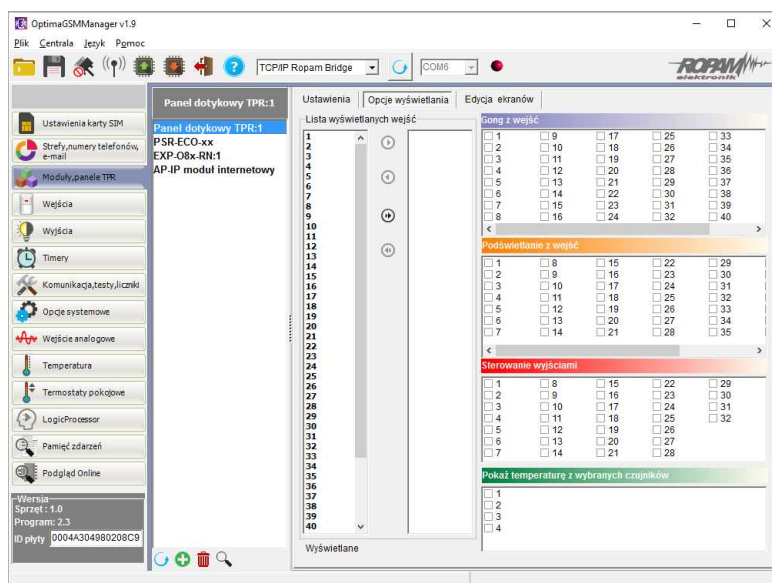 OptimaGSMManager v1.9
Plik Centrala Język Pomoc
TCP/IP Ropam Bridge
COM6
ROPAM
elektronik
Ustawienia karty SIM
Strefy,numery telefonów,
e-mail
Moduły,panele TPR
Wejścia
Wyjścia
Timery
Komunikacja,testy,liczniki
Opcje systemowe
Wejście analogowe
Temperatura
Termostaty pokojowe
LogicProcessor
Pamięć zdarzeń
Podgląd Online
Wersja
Sprzęt : 1.0
Program: 2.3
ID płyty 0004A304980208C9
Panel dotykowy TPR:1
Panel dotykowy TPR:1
PSR-ECO-xx
EXP-O8x-RN:1
AP-IP moduł internetowy
Ustawienia Opcje wyświetlania Edycja ekranów
Lista wyświetlanych wejść
1
2
3
4
5
6
7
8
9
10
11
12
13
14
15
16
17
18
19
20
21
22
23
24
25
26
27
28
29
30
31
32
33
34
35
36
37
38
39
40
Wyświetlane
Gong z wejść
1 9 17 25 33
2 10 18 26 34
3 11 19 27 35
4 12 20 28 36
5 13 21 29 37
6 14 22 30 38
7 15 23 31 39
8 16 24 32 40
Podświetlanie z wejść
1 8 15 22 29
2 9 16 23 30
3 10 17 24 31
4 11 18 25 32
5 12 19 26 33
6 13 20 27 34
7 14 21 28 35
Sterowanie wyjściami
1 8 15 22 29
2 9 16 23 30
3 10 17 24 31
4 11 18 25 32
5 12 19 26
6 13 20 27
7 14 21 28
Pokaż temperaturę z wybranych czujników
1
2
3
4